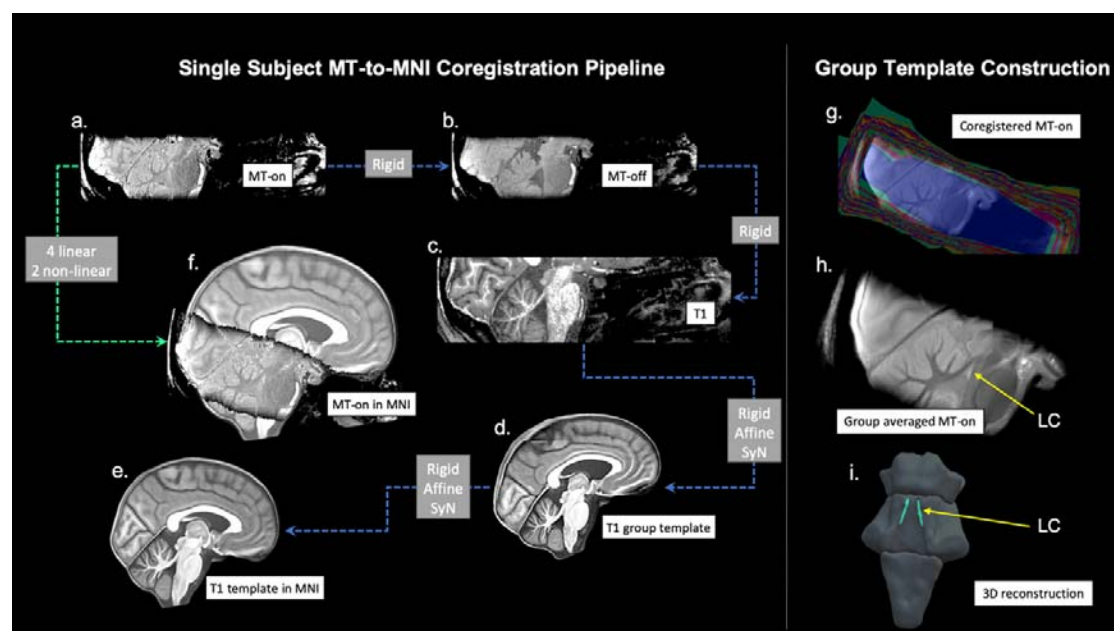 Single Subject MT-to-MNI Coregistration Pipeline
Group Template Construction
a.
MT-on
Rigid
b.
MT-off
Rigid
4 linear
2 non-linear
c.
T1
f.
MT-on in MNI
Rigid
Affine
SyN
d.
T1 group template
Rigid
Affine
SyN
e.
T1 template in MNI
g.
Coregistered MT-on
h.
LC
Group averaged MT-on
i.
LC
3D reconstruction